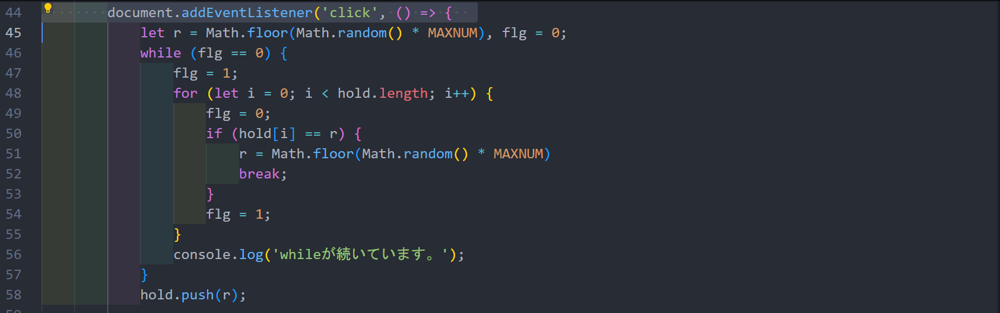 44 document.addEventListener('click', () => {
45 let r = Math.floor(Math.random() * MAXNUM), flg = 0;
46 while (flg == 0) {
47 flg = 1;
48 for (let i = 0; i < hold.length; i++) {
49 flg = 0;
50 if (hold[i] == r) {
51 r = Math.floor(Math.random() * MAXNUM)
52 break;
53 }
54 flg = 1;
55 }
56 console.log('whileが続いています。');
57 }
58 hold.push(r);